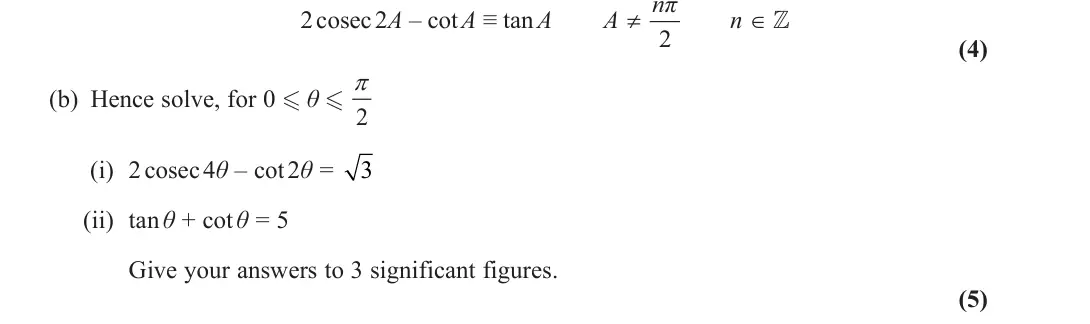 2 cosec 2A – cot A ≡ tan A A ≠ nπ/2 n ∈ ℤ
(4)
(b) Hence solve, for 0 ⩽ θ ⩽ π/2
(i) 2 cosec 4θ – cot 2θ = √3
(ii) tan θ + cot θ = 5
Give your answers to 3 significant figures.
(5)